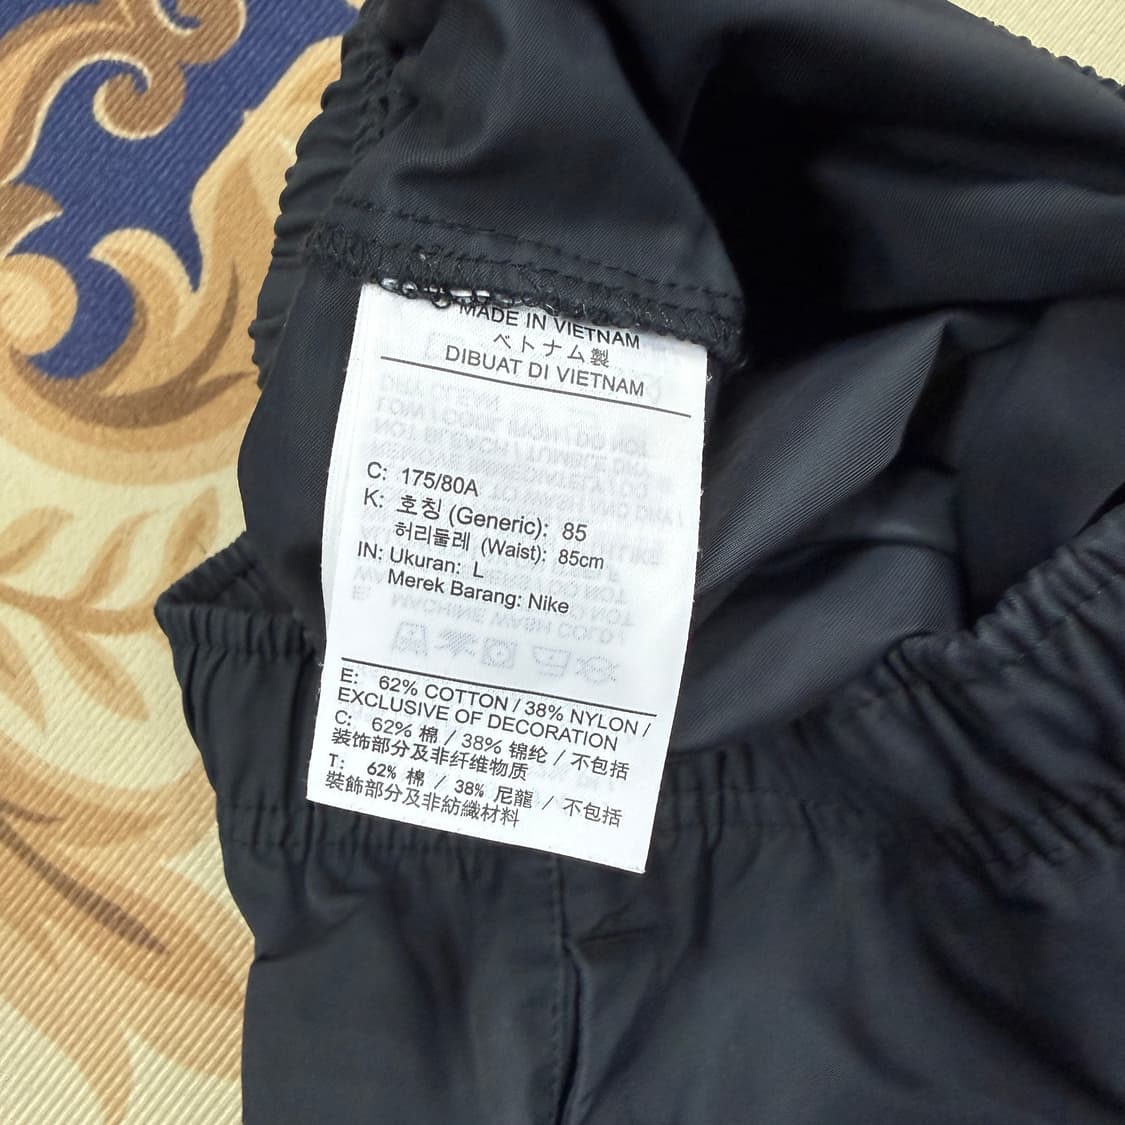 MADE IN VIETNAM
ベトナム製
DIBUAT DI VIETNAM
C: 175/80A
K: 호칭 (Generic): 85
허리둘레 (Waist): 85cm
IN: Ukuran: L
Merek Barang: Nike
E: 62% COTTON / 38% NYLON /
EXCLUSIVE OF DECORATION
C: 62% 棉 / 38% 锦纶 / 不包括
装饰部分及非纤维物质
T: 62% 棉 / 38% 尼龍 / 不包括
裝飾部分及非紡織材料